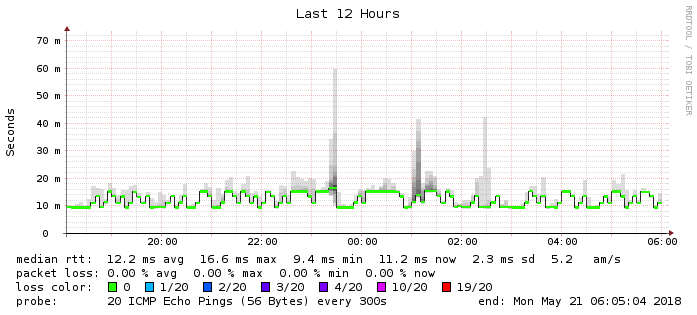 Last 12 Hours
RRDTOOL / TOBI OETIKER
Seconds
70 m
60 m
50 m
40 m
30 m
20 m
10 m
0
20:00 22:00 00:00 02:00 04:00 06:00
median rtt: 12.2 ms avg 16.6 ms max 9.4 ms min 11.2 ms now 2.3 ms sd 5.2 am/s
packet loss: 0.00 % avg 0.00 % max 0.00 % min 0.00 % now
loss color: 0 1/20 2/20 3/20 4/20 10/20 19/20
probe: 20 ICMP Echo Pings (56 Bytes) every 300s end: Mon May 21 06:05:04 2018